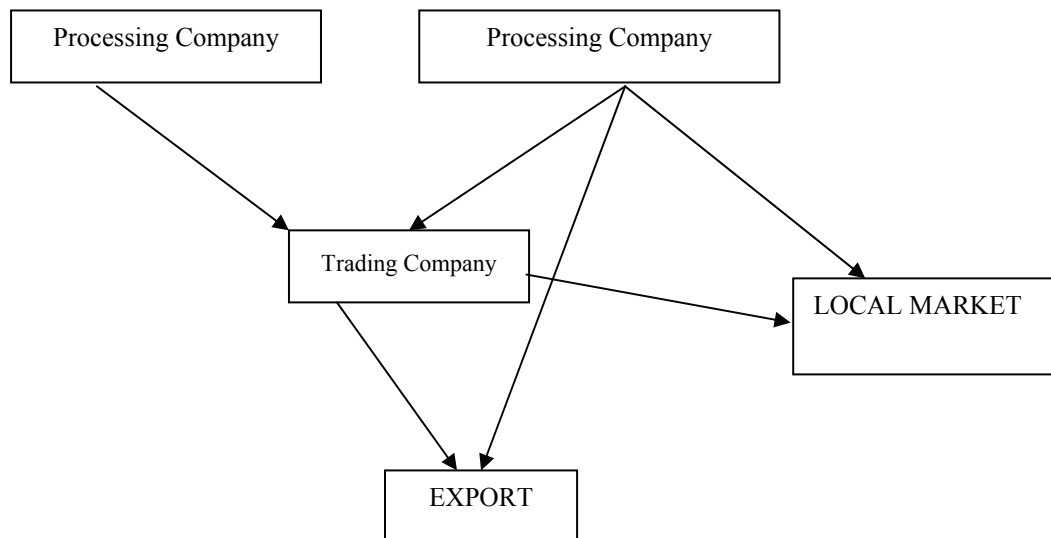 Processing Company
Processing Company
Trading Company
LOCAL MARKET
EXPORT